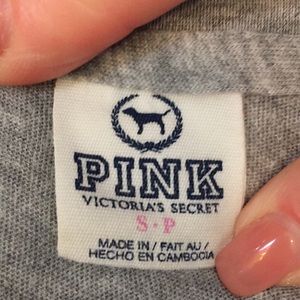 PINK
VICTORIA'S SECRET
S·P
MADE IN / FAIT AU /
HECHO EN CAMBODIA